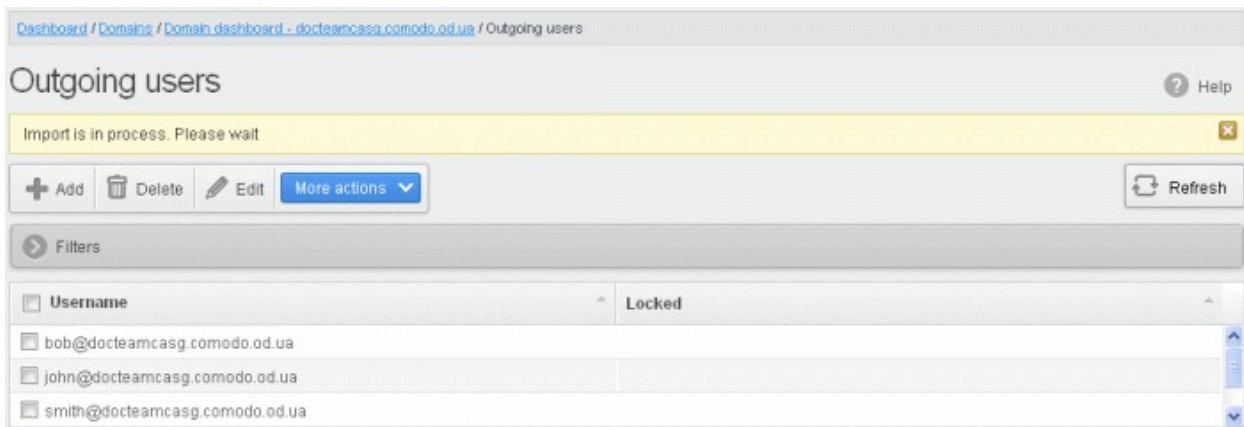 Dashboard / Domains / Domain dashboard - docteamcasg.comodo.od.ua / Outgoing users
Outgoing users
Help
Import is in process. Please wait
Add Delete Edit More actions Refresh
Filters
Username Locked
bob@docteamcasg.comodo.od.ua
john@docteamcasg.comodo.od.ua
smith@docteamcasg.comodo.od.ua